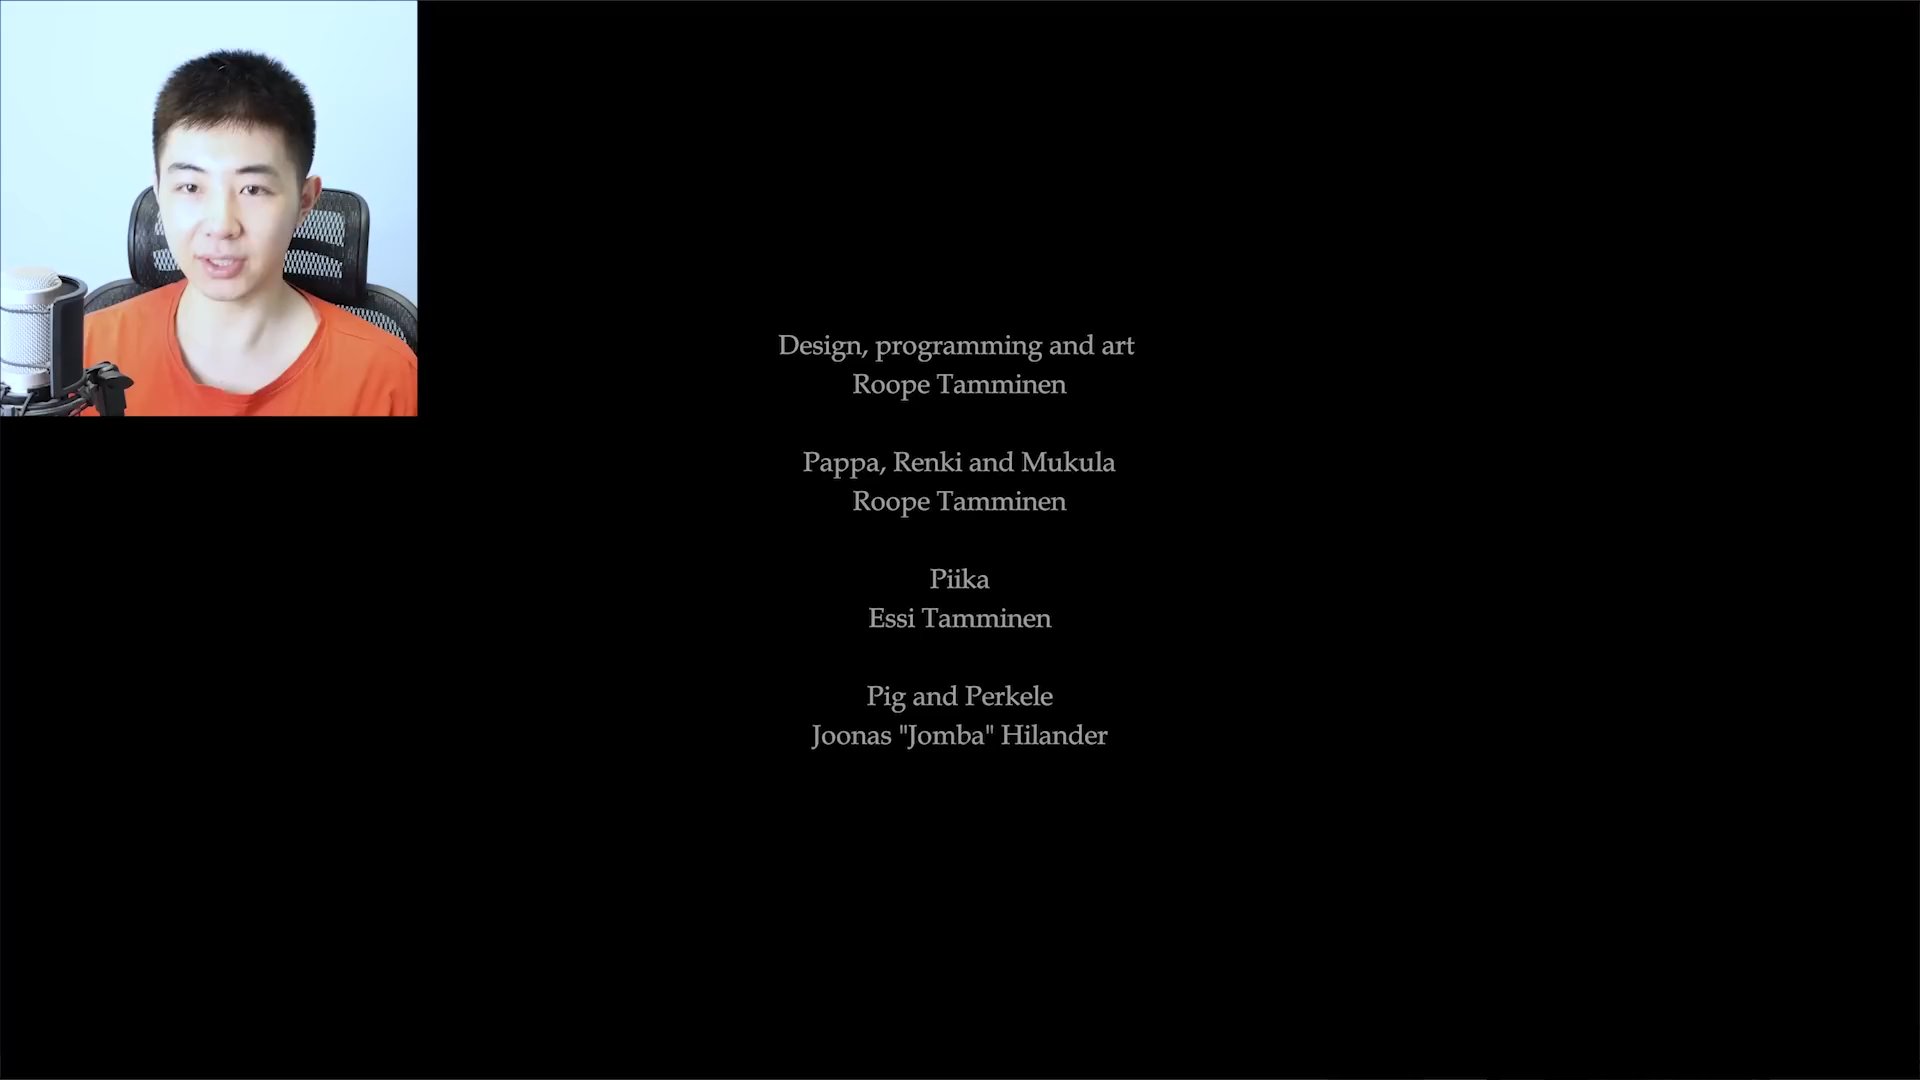 Design, programming and art
Roope Tamminen
Pappa, Renki and Mukula
Roope Tamminen
Piika
Essi Tamminen
Pig and Perkele
Joonas "Jomba" Hilander